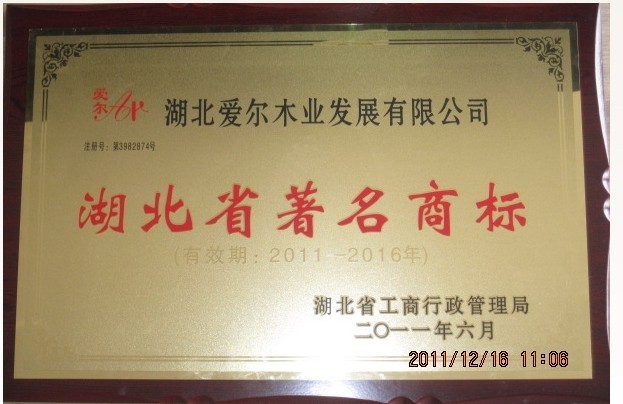 爱尔
湖北爱尔木业发展有限公司
注册号：第3982874号
湖北省著名商标
(有效期：2011--2016年)
湖北省工商行政管理局
二〇一一年六月
2011/12/16 11:06